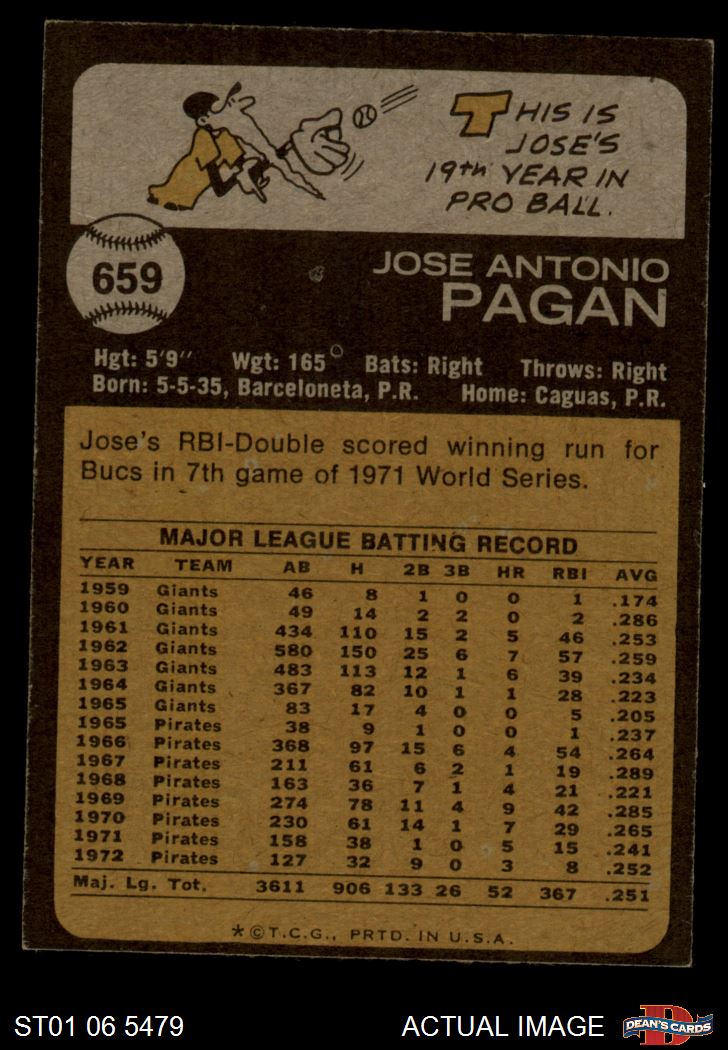 THIS IS
JOSE'S
19th YEAR IN
PRO BALL.
659
JOSE ANTONIO
PAGAN
Hgt: 5'9" Wgt: 165 Bats: Right Throws: Right
Born: 5-5-35, Barceloneta, P.R. Home: Caguas, P.R.
Jose's RBI-Double scored winning run for
Bucs in 7th game of 1971 World Series.
MAJOR LEAGUE BATTING RECORD
YEAR TEAM AB H 2B 3B HR RBI AVG
1959 Giants 46 8 1 0 0 1 .174
1960 Giants 49 14 2 2 0 2 .286
1961 Giants 434 110 15 2 5 46 .253
1962 Giants 580 150 25 6 7 57 .259
1963 Giants 483 113 12 1 6 39 .234
1964 Giants 367 82 10 1 1 28 .223
1965 Giants 83 17 4 0 0 5 .205
1965 Pirates 38 9 1 0 0 1 .237
1966 Pirates 368 97 15 6 4 54 .264
1967 Pirates 211 61 6 2 1 19 .289
1968 Pirates 163 36 7 1 4 21 .221
1969 Pirates 274 78 11 4 9 42 .285
1970 Pirates 230 61 14 1 7 29 .265
1971 Pirates 158 38 1 0 5 15 .241
1972 Pirates 127 32 9 0 3 8 .252
Maj. Lg. Tot. 3611 906 133 26 52 367 .251
*©T.C.G., PRTD. IN U.S.A.
ST01 06 5479 ACTUAL IMAGE D DEAN'S CARDS